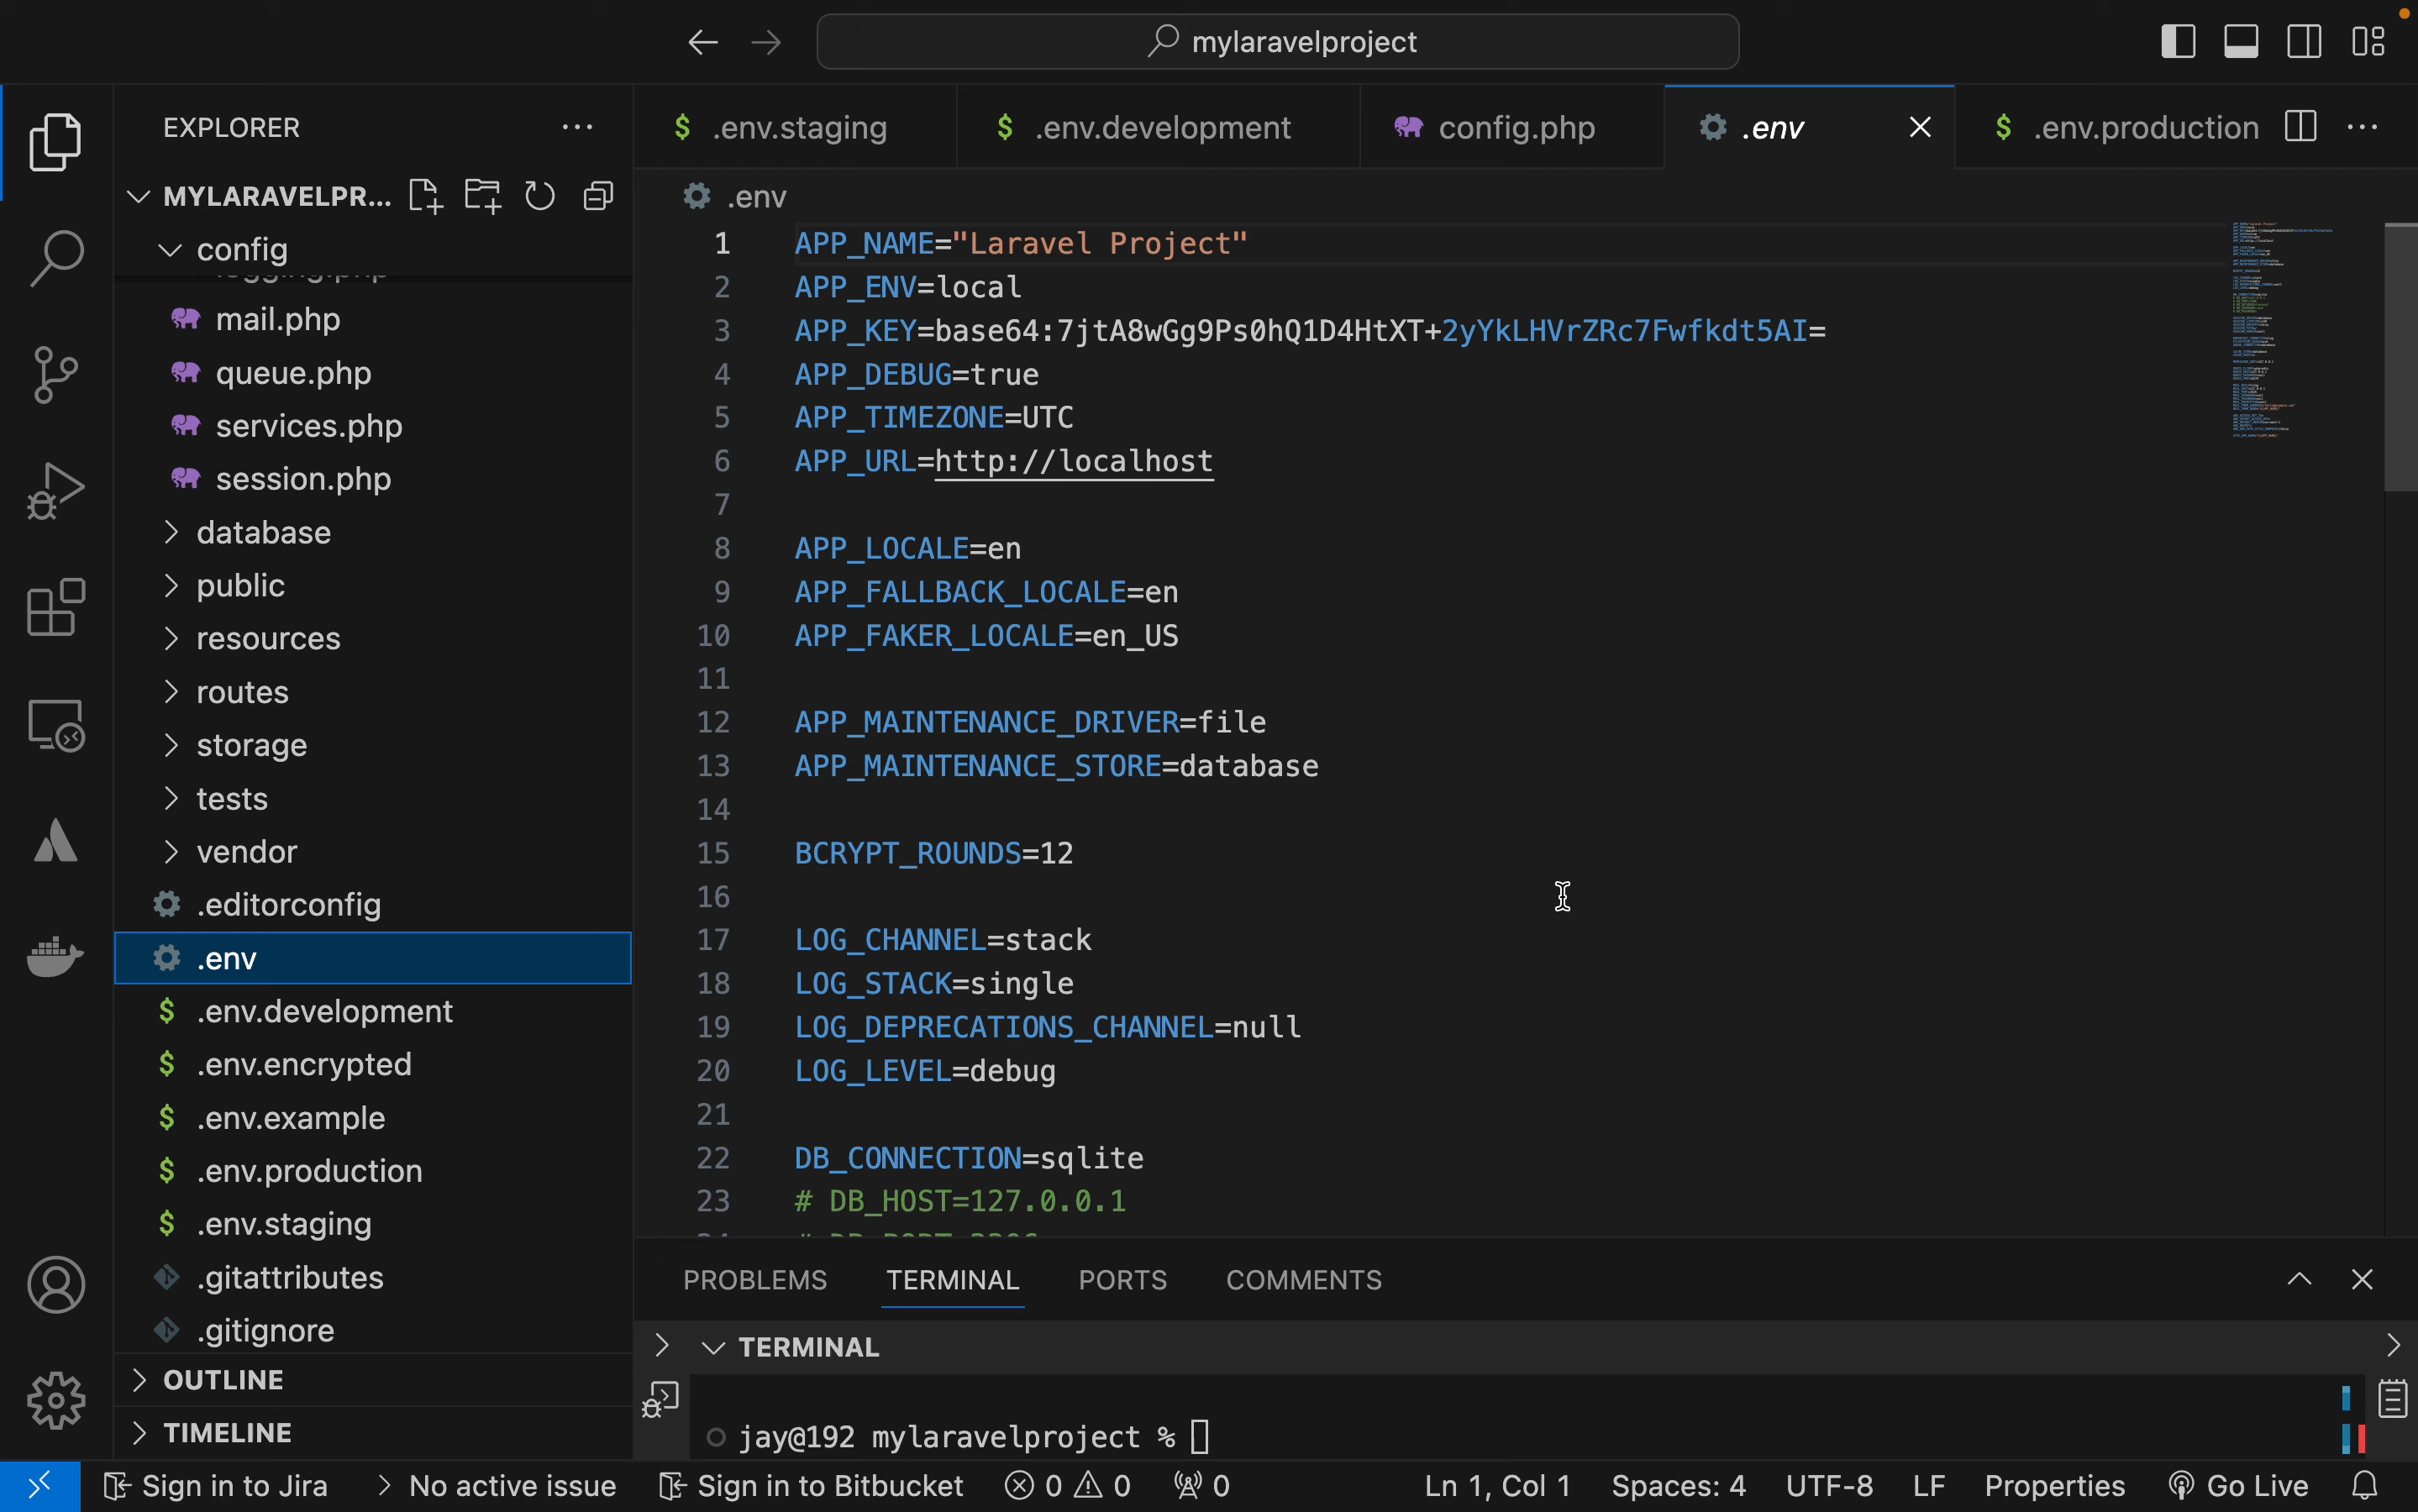 mylaravelproject
EXPLORER
MYLARAVELPR...
config
mail.php
queue.php
services.php
session.php
database
public
resources
routes
storage
tests
vendor
.editorconfig
.env
.env.development
.env.encrypted
.env.example
.env.production
.env.staging
.gitattributes
.gitignore
OUTLINE
TIMELINE
.env.staging
.env.development
config.php
.env
.env.production
.env
1 APP_NAME="Laravel Project"
2 APP_ENV=local
3 APP_KEY=base64:7jtA8wGg9Ps0hQ1D4HtXT+2yYkLHVrZRc7Fwfkdt5AI=
4 APP_DEBUG=true
5 APP_TIMEZONE=UTC
6 APP_URL=http://localhost
7
8 APP_LOCALE=en
9 APP_FALLBACK_LOCALE=en
10 APP_FAKER_LOCALE=en_US
11
12 APP_MAINTENANCE_DRIVER=file
13 APP_MAINTENANCE_STORE=database
14
15 BCRYPT_ROUNDS=12
16
17 LOG_CHANNEL=stack
18 LOG_STACK=single
19 LOG_DEPRECATIONS_CHANNEL=null
20 LOG_LEVEL=debug
21
22 DB_CONNECTION=sqlite
23 # DB_HOST=127.0.0.1
PROBLEMS TERMINAL PORTS COMMENTS
TERMINAL
jay@192 mylaravelproject %
Sign in to Jira No active issue Sign in to Bitbucket 0 0 0 Ln 1, Col 1 Spaces: 4 UTF-8 LF Properties Go Live